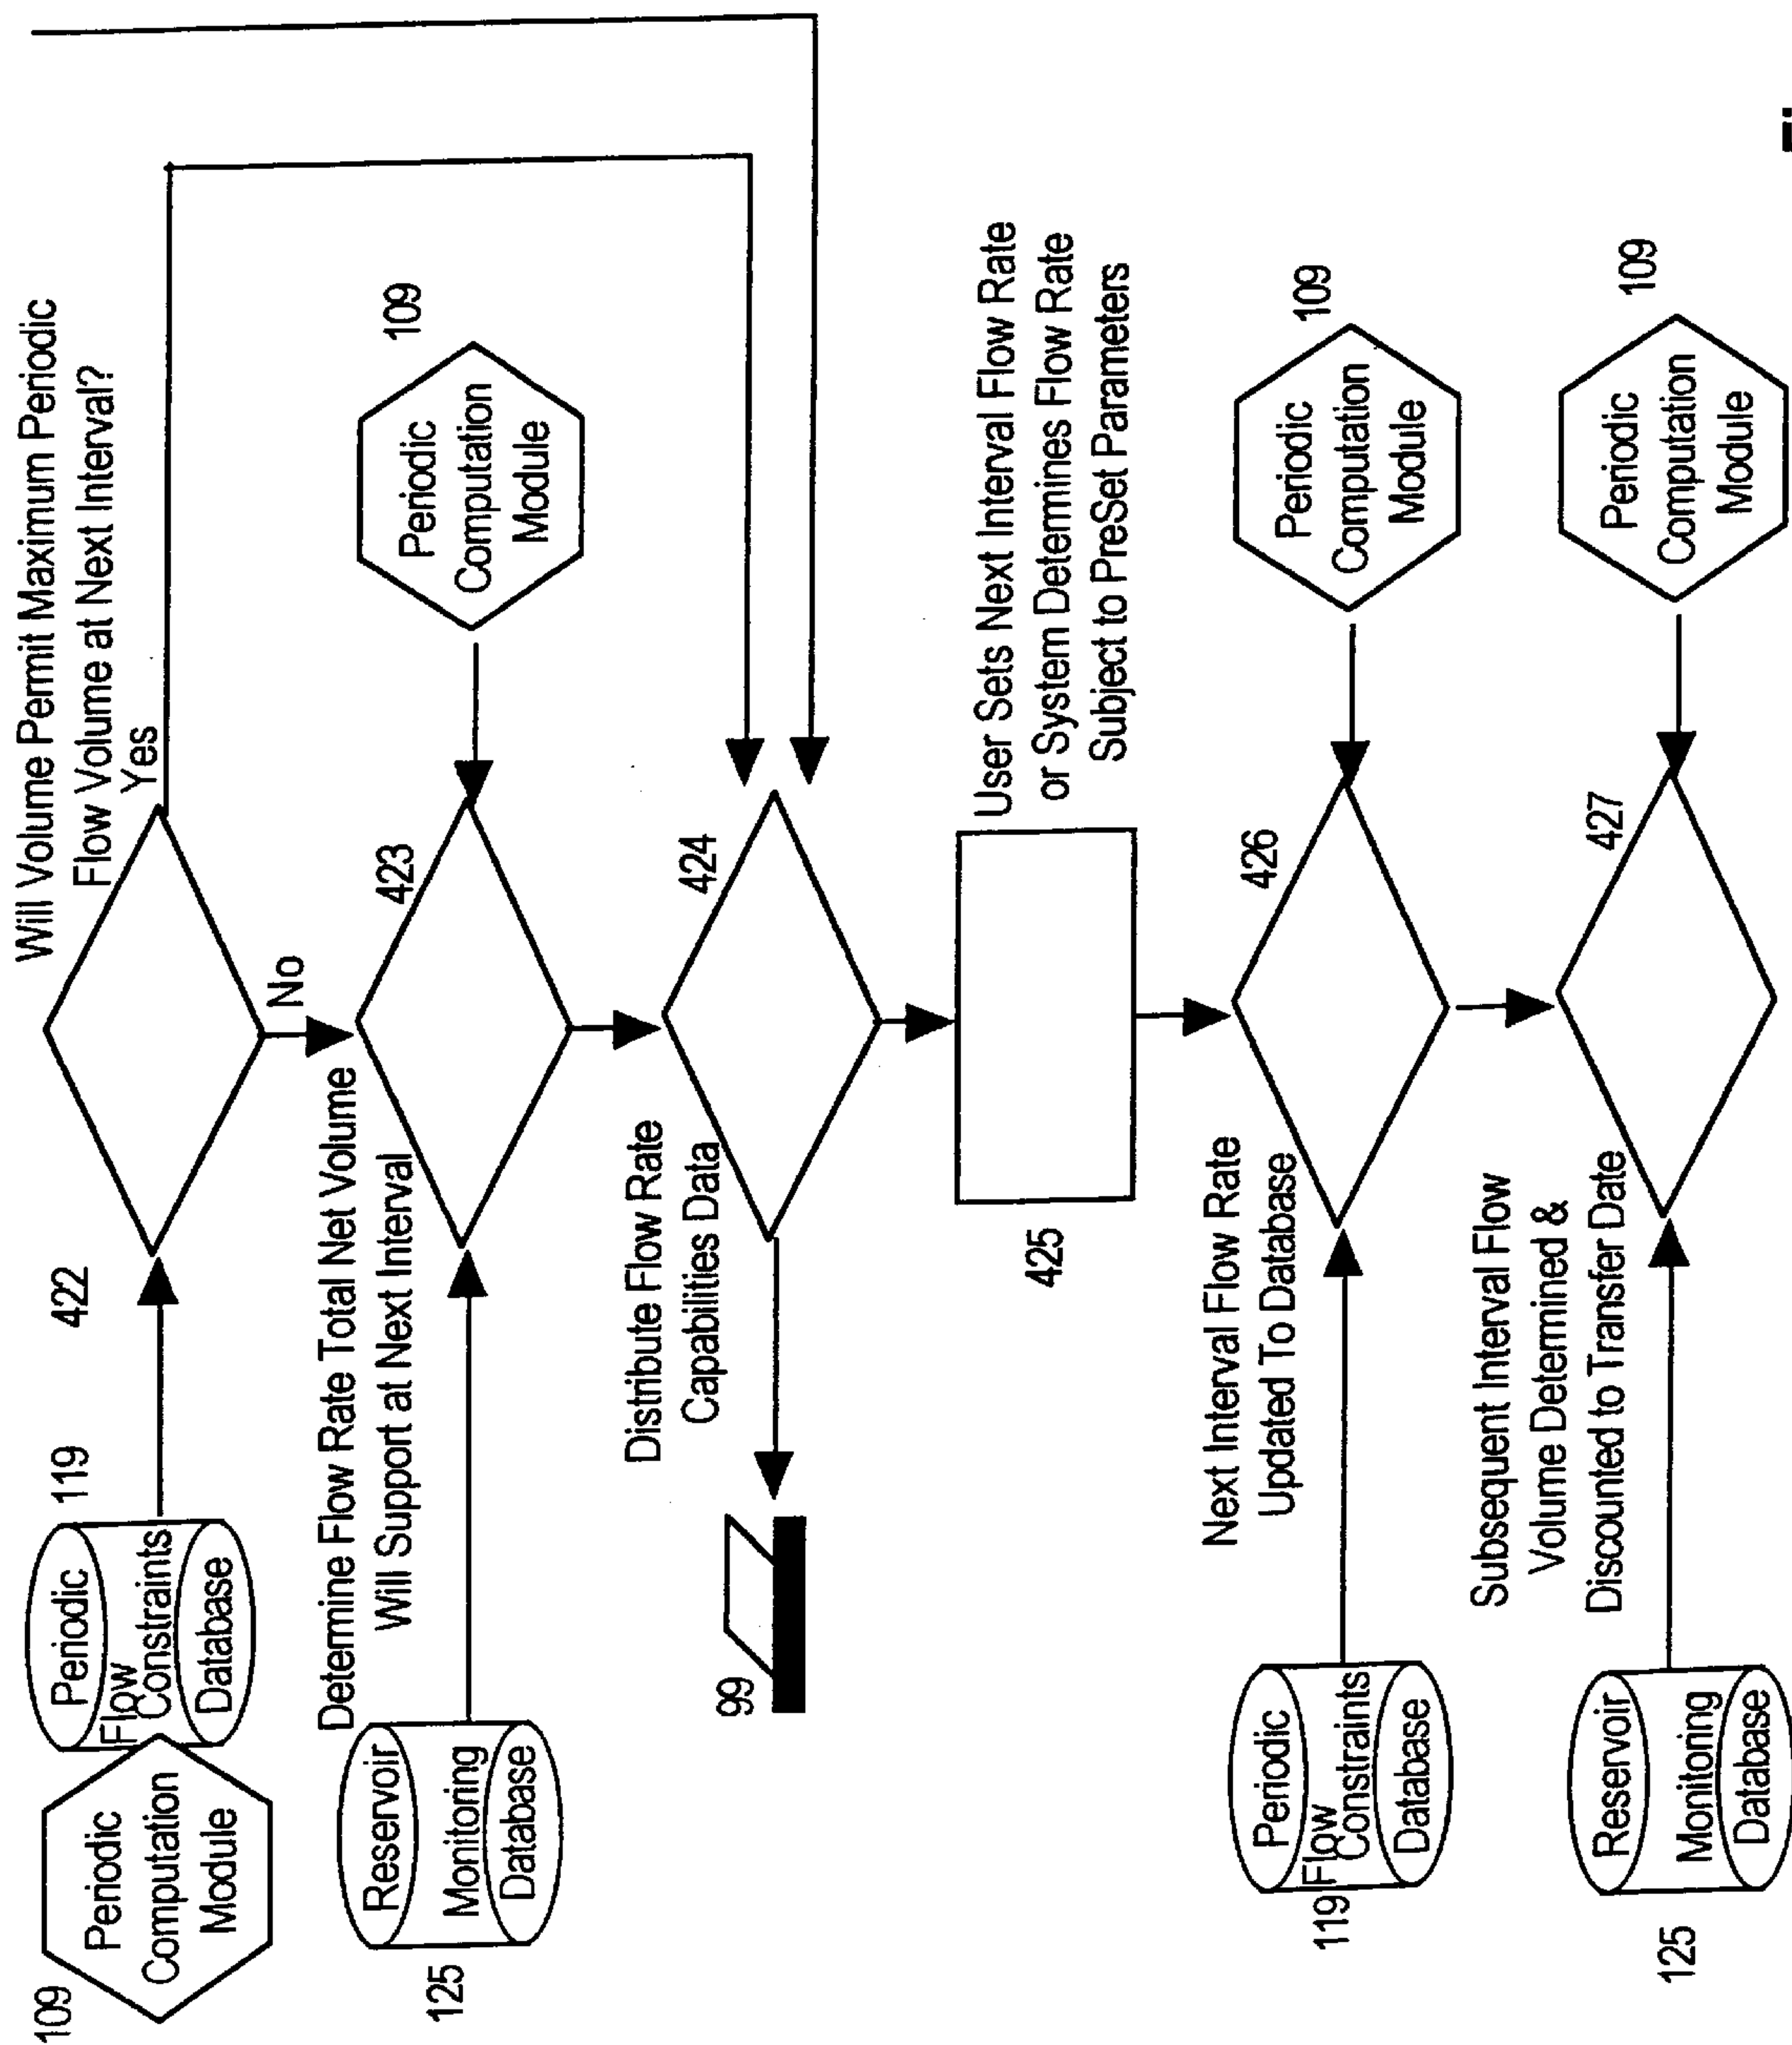 Will Volume Permit Maximum Periodic
Flow Volume at Next Interval?
Yes
109
Periodic
Computation
Module
Periodic
Flow
Constraints
Database
119
422
No
Determine Flow Rate Total Net Volume
Will Support at Next Interval
125
Reservoir
Monitoring
Database
423
Periodic
Computation
Module
109
Distribute Flow Rate
Capabilities Data
99
424
425
User Sets Next Interval Flow Rate
or System Determines Flow Rate
Subject to PreSet Parameters
Next Interval Flow Rate
Updated To Database
119
Periodic
Flow
Constraints
Database
426
Periodic
Computation
Module
109
Subsequent Interval Flow
Volume Determined &
Discounted to Transfer Date
125
Reservoir
Monitoring
Database
427
Periodic
Computation
Module
109